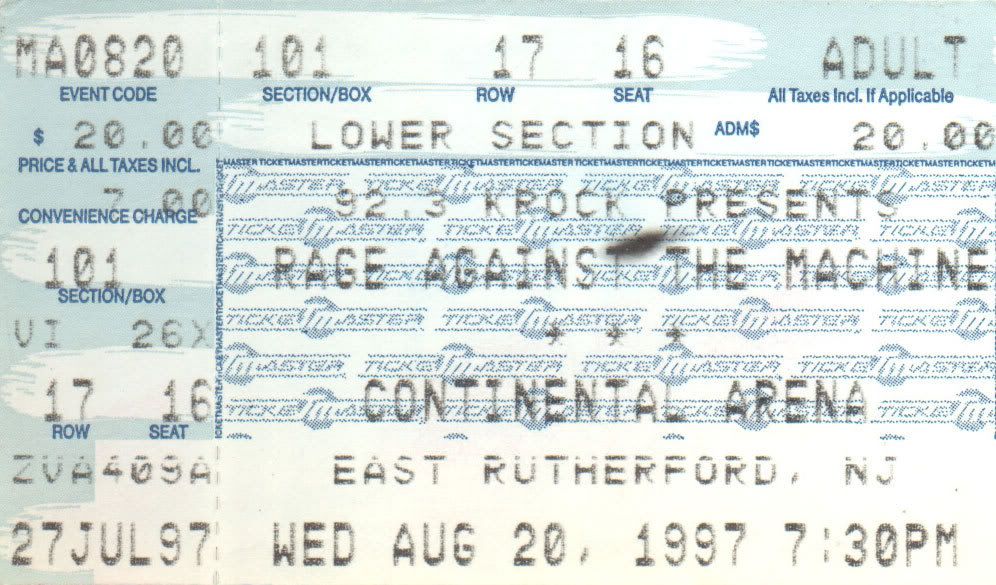 MA0820 101 17 16 ADULT
EVENT CODE SECTION/BOX ROW SEAT All Taxes Incl. If Applicable
$ 20.00 LOWER SECTION ADM$ 20.00
PRICE & ALL TAXES INCL.
7.00 92.3 KROCK PRESENTS
CONVENIENCE CHARGE
101 RAGE AGAINST THE MACHINE
SECTION/BOX
VI 26X * * *
17 16 CONTINENTAL ARENA
ROW SEAT
ZVA409A EAST RUTHERFORD, NJ
27JUL97 WED AUG 20, 1997 7:30PM
TICKETMASTER